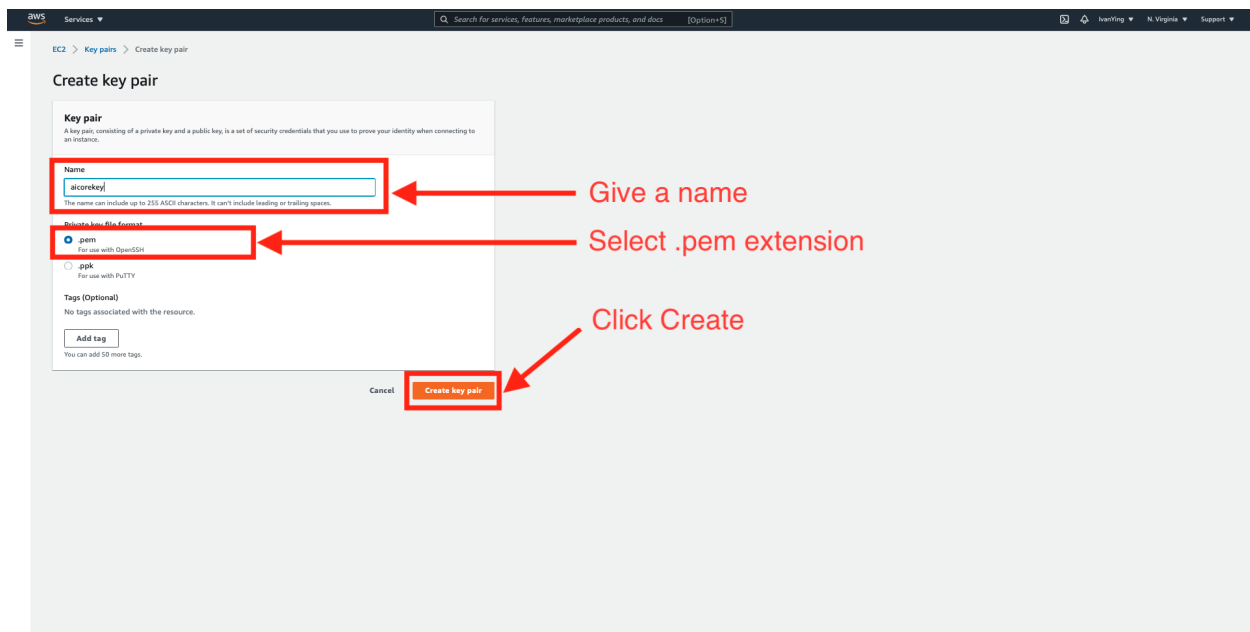 aws
Services ▼
Search for services, features, marketplace products, and docs [Option+S]
IvanYing ▼ N. Virginia ▼ Support ▼
EC2 > Key pairs > Create key pair
Create key pair
Key pair
A key pair, consisting of a private key and a public key, is a set of security credentials that you use to prove your identity when connecting to
an instance.
Name
aicorekey
The name can include up to 255 ASCII characters. It can't include leading or trailing spaces.
Give a name
Private key file format
.pem
For use with OpenSSH
Select .pem extension
.ppk
For use with PuTTY
Tags (Optional)
No tags associated with the resource.
Add tag
You can add 50 more tags.
Click Create
Cancel Create key pair